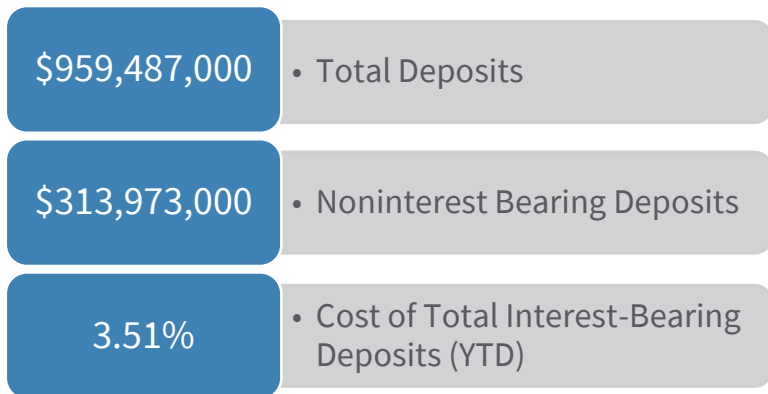 $959,487,000
• Total Deposits
$313,973,000
• Noninterest Bearing Deposits
3.51%
• Cost of Total Interest-Bearing
Deposits (YTD)